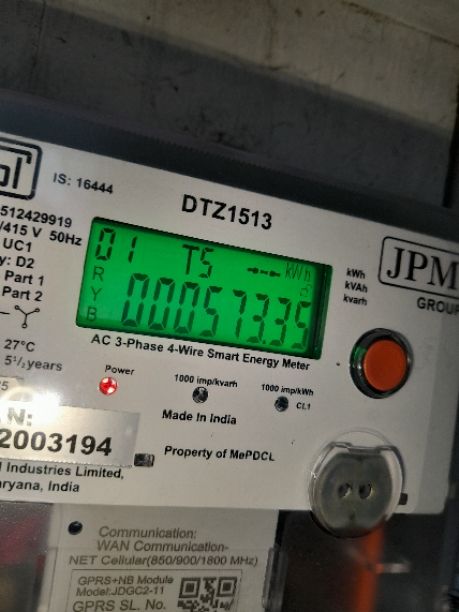 IS: 16444
DTZ1513
512429919
/415 V 50Hz
UC1
y: D2
Part 1
Part 2
27°C
5½years
01 T5 kWh
R
Y
B
000573.35
kWh
kVAh
kvarh
JPM
GROUP
AC 3-Phase 4-Wire Smart Energy Meter
Power
1000 imp/kvarh
1000 imp/kWh
CL1
Made In India
N:
2003194
Property of MePDCL
l Industries Limited,
aryana, India
Communication:
WAN Communication-
NET Cellular(850/900/1800 MHz)
GPRS+NB Module
Model:JDGC2-11
GPRS SL. No.